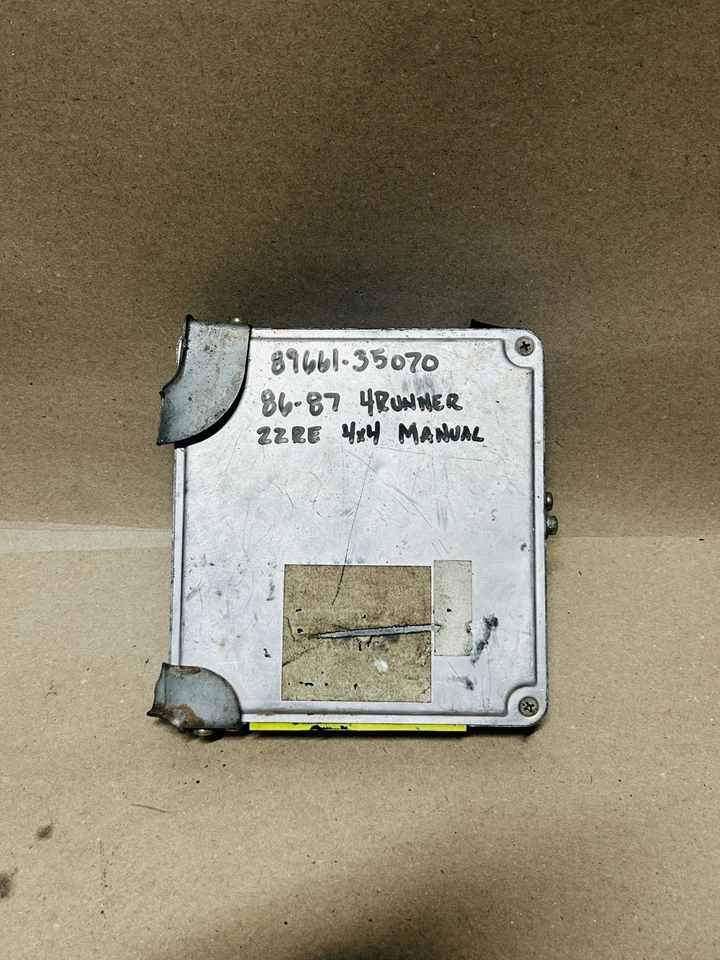 89661-35070
86-87 4RUNNER
22RE 4x4 MANUAL